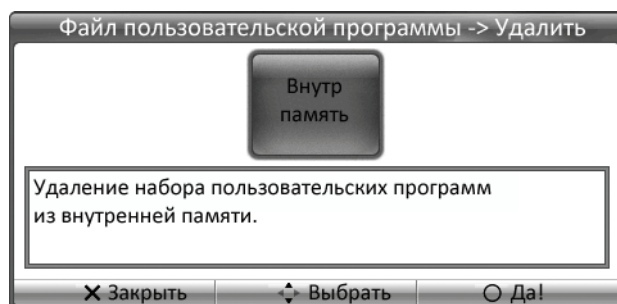 Файл пользовательской программы -> Удалить
Внутр
память
Удаление набора пользовательских программ
из внутренней памяти.
✕ Закрыть Выбрать ○ Да!